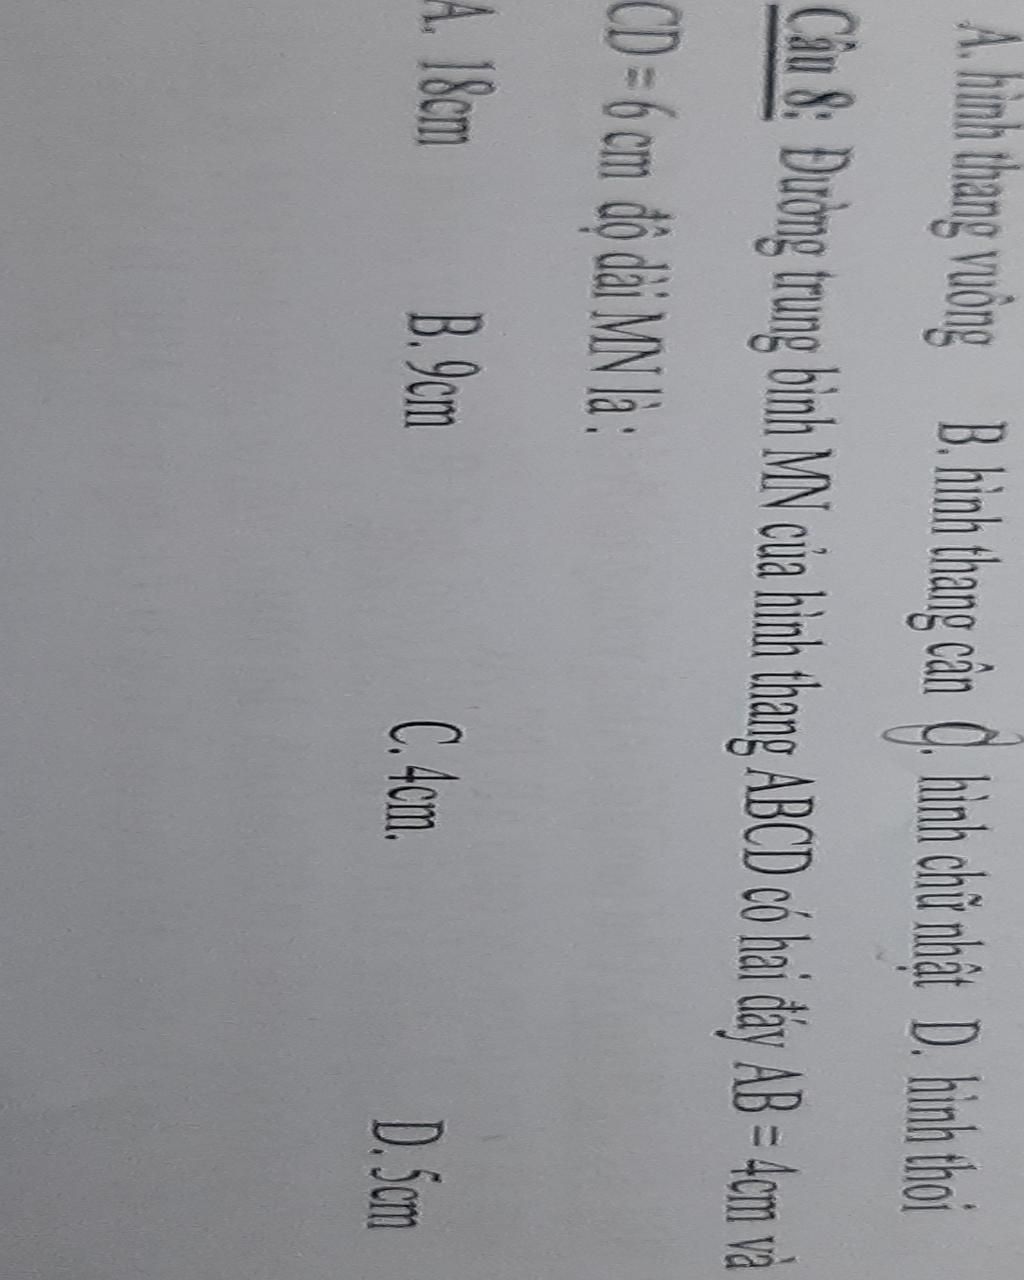 A. hình thang vuông B. hình thang cân C. hình chữ nhật D. hình thoi
Câu 8: Đường trung bình MN của hình thang ABCD có hai đáy AB = 4cm và
CD = 6 cm độ dài MN là :
A. 18cm B. 9cm C. 4cm. D. 5cm